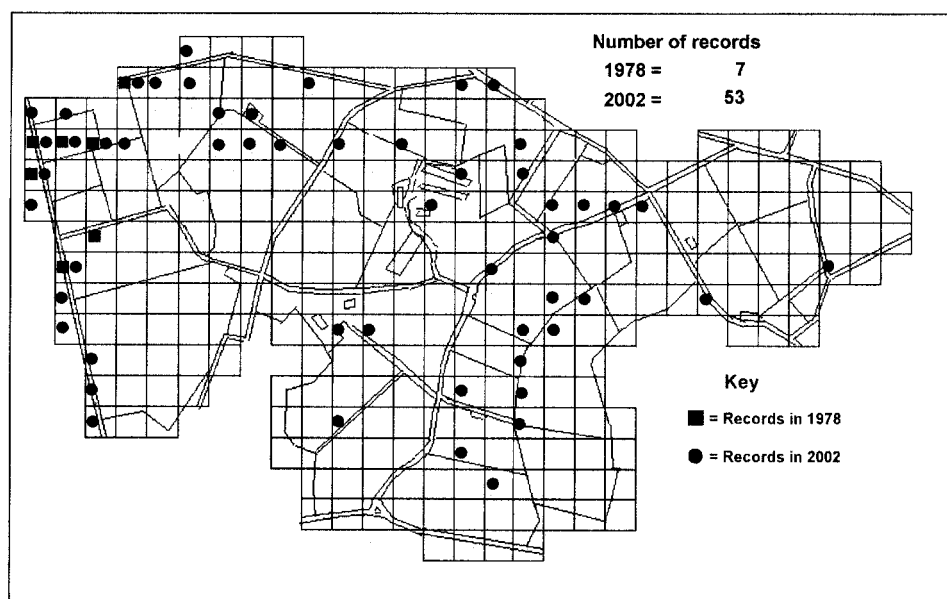 Number of records
1978 = 7
2002 = 53
Key
= Records in 1978
= Records in 2002